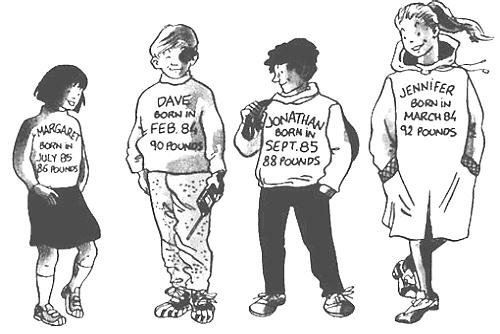 MARGARET
BORN IN
JULY 85
86 POUNDS
DAVE
BORN IN
FEB. 84
90 POUNDS
JONATHAN
BORN IN
SEPT. 85
88 POUNDS
JENNIFER
BORN IN
MARCH 84
92 POUNDS